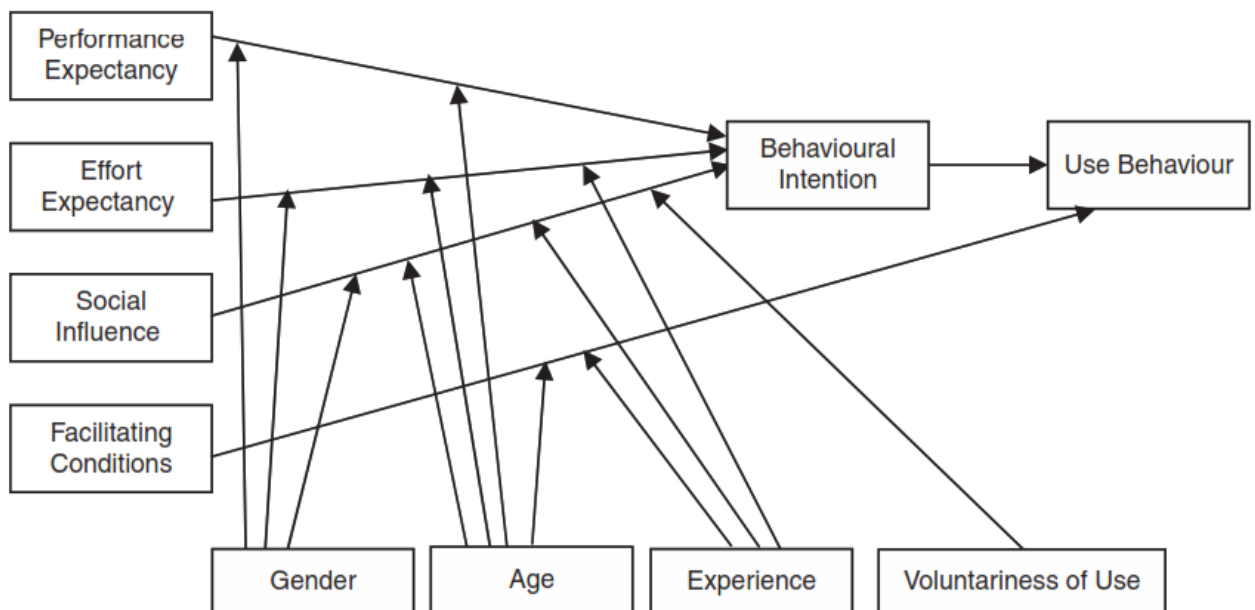 Performance
Expectancy
Effort
Expectancy
Social
Influence
Facilitating
Conditions
Behavioural
Intention
Use Behaviour
Gender
Age
Experience
Voluntariness of Use